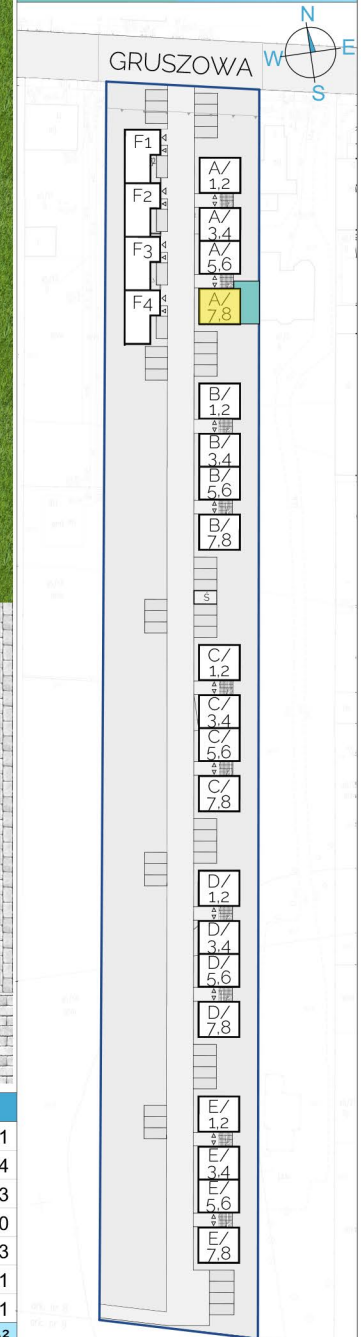 N
GRUSZOWA
W
E
S
F1
A/
1,2
F2
A/
3,4
F3
A/
5,6
F4
A/
7,8
B/
1,2
B/
3,4
B/
5,6
B/
7,8
Ś
C/
1,2
C/
3,4
C/
5,6
C/
7,8
D/
1,2
D/
3,4
D/
5,6
D/
7,8
E/
1,2
E/
3,4
E/
5,6
E/
7,8
1
4
3
0
3
1
1